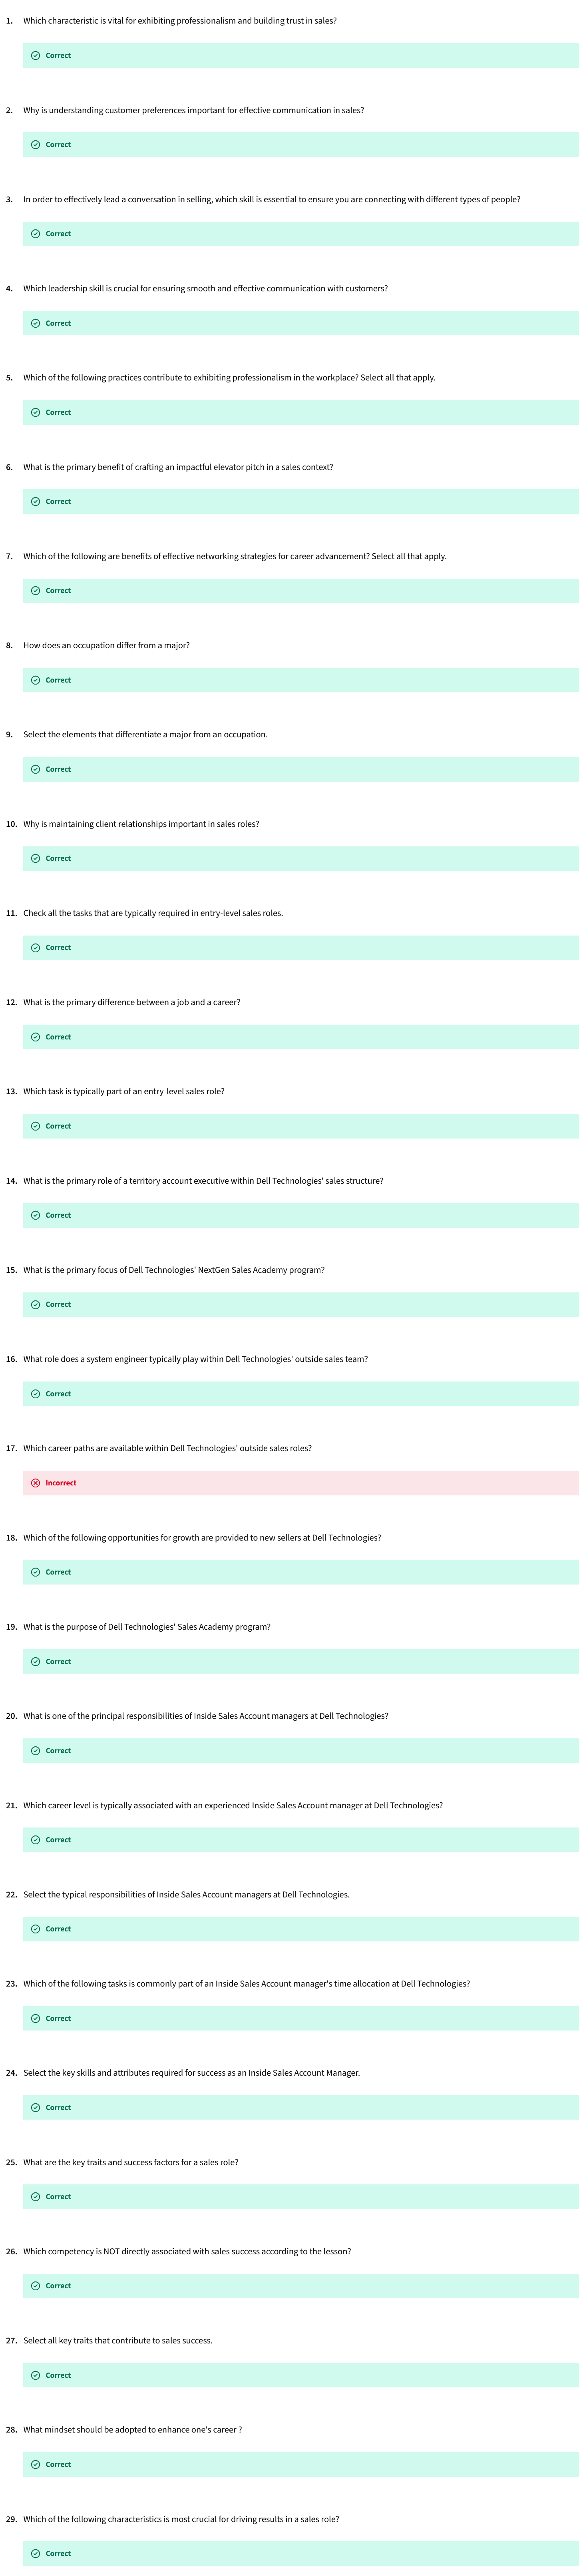 1. Which characteristic is vital for exhibiting professionalism and building trust in sales?
Correct
2. Why is understanding customer preferences important for effective communication in sales?
Correct
3. In order to effectively lead a conversation in selling, which skill is essential to ensure you are connecting with different types of people?
Correct
4. Which leadership skill is crucial for ensuring smooth and effective communication with customers?
Correct
5. Which of the following practices contribute to exhibiting professionalism in the workplace? Select all that apply.
Correct
6. What is the primary benefit of crafting an impactful elevator pitch in a sales context?
Correct
7. Which of the following are benefits of effective networking strategies for career advancement? Select all that apply.
Correct
8. How does an occupation differ from a major?
Correct
9. Select the elements that differentiate a major from an occupation.
Correct
10. Why is maintaining client relationships important in sales roles?
Correct
11. Check all the tasks that are typically required in entry-level sales roles.
Correct
12. What is the primary difference between a job and a career?
Correct
13. Which task is typically part of an entry-level sales role?
Correct
14. What is the primary role of a territory account executive within Dell Technologies' sales structure?
Correct
15. What is the primary focus of Dell Technologies' NextGen Sales Academy program?
Correct
16. What role does a system engineer typically play within Dell Technologies' outside sales team?
Correct
17. Which career paths are available within Dell Technologies' outside sales roles?
Incorrect
18. Which of the following opportunities for growth are provided to new sellers at Dell Technologies?
Correct
19. What is the purpose of Dell Technologies' Sales Academy program?
Correct
20. What is one of the principal responsibilities of Inside Sales Account managers at Dell Technologies?
Correct
21. Which career level is typically associated with an experienced Inside Sales Account manager at Dell Technologies?
Correct
22. Select the typical responsibilities of Inside Sales Account managers at Dell Technologies.
Correct
23. Which of the following tasks is commonly part of an Inside Sales Account manager's time allocation at Dell Technologies?
Correct
24. Select the key skills and attributes required for success as an Inside Sales Account Manager.
Correct
25. What are the key traits and success factors for a sales role?
Correct
26. Which competency is NOT directly associated with sales success according to the lesson?
Correct
27. Select all key traits that contribute to sales success.
Correct
28. What mindset should be adopted to enhance one's career ?
Correct
29. Which of the following characteristics is most crucial for driving results in a sales role?
Correct